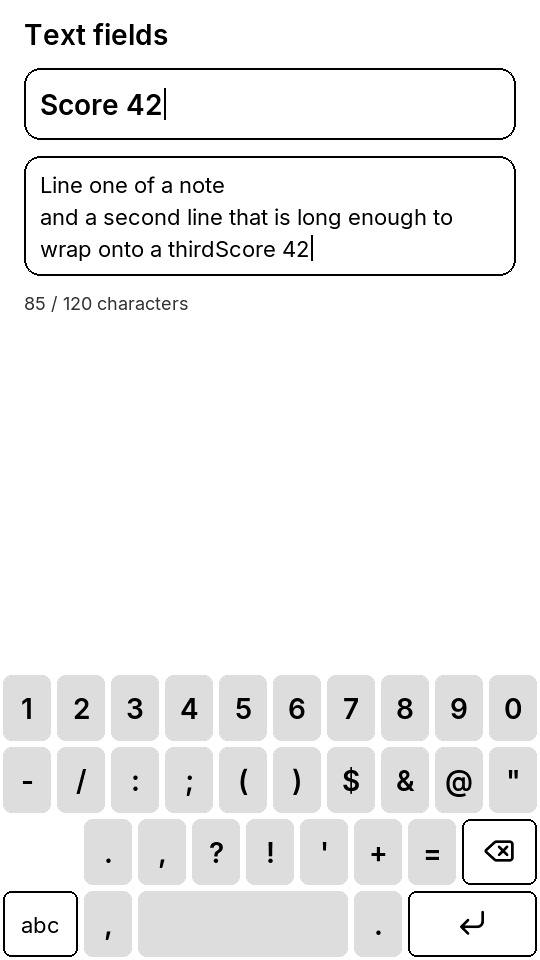 Text fields
Score 42
Line one of a note
and a second line that is long enough to
wrap onto a thirdScore 42
85 / 120 characters
1 2 3 4 5 6 7 8 9 0
- / : ; ( ) $ & @ "
. , ? ! ' + =
abc , .